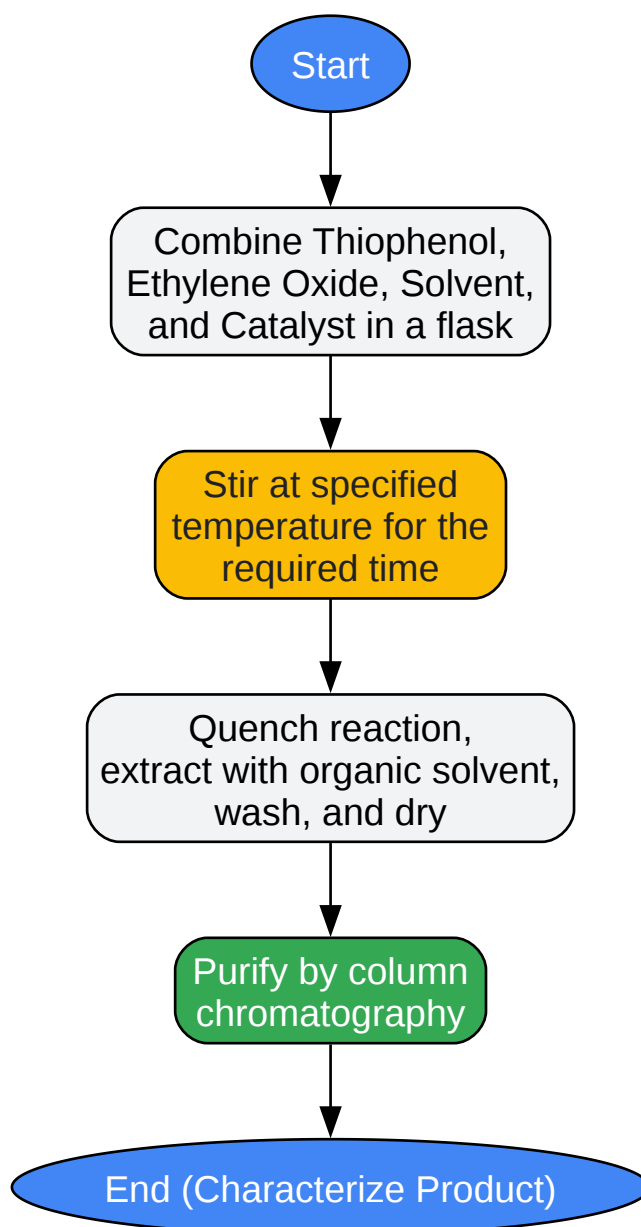 Start
Combine Thiophenol,
Ethylene Oxide, Solvent,
and Catalyst in a flask
Stir at specified
temperature for the
required time
Quench reaction,
extract with organic solvent,
wash, and dry
Purify by column
chromatography
End (Characterize Product)